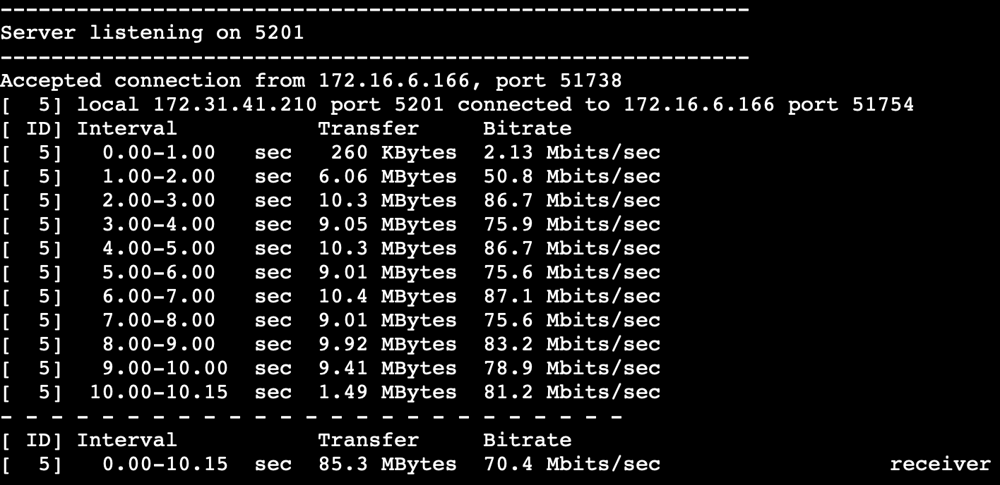 -----------------------------------------------------------
Server listening on 5201
-----------------------------------------------------------
Accepted connection from 172.16.6.166, port 51738
[  5] local 172.31.41.210 port 5201 connected to 172.16.6.166 port 51754
[ ID] Interval           Transfer     Bitrate
[  5]   0.00-1.00   sec   260 KBytes  2.13 Mbits/sec
[  5]   1.00-2.00   sec  6.06 MBytes  50.8 Mbits/sec
[  5]   2.00-3.00   sec  10.3 MBytes  86.7 Mbits/sec
[  5]   3.00-4.00   sec  9.05 MBytes  75.9 Mbits/sec
[  5]   4.00-5.00   sec  10.3 MBytes  86.7 Mbits/sec
[  5]   5.00-6.00   sec  9.01 MBytes  75.6 Mbits/sec
[  5]   6.00-7.00   sec  10.4 MBytes  87.1 Mbits/sec
[  5]   7.00-8.00   sec  9.01 MBytes  75.6 Mbits/sec
[  5]   8.00-9.00   sec  9.92 MBytes  83.2 Mbits/sec
[  5]   9.00-10.00  sec  9.41 MBytes  78.9 Mbits/sec
[  5]  10.00-10.15  sec  1.49 MBytes  81.2 Mbits/sec
- - - - - - - - - - - - - - - - - - - - - - - - -
[ ID] Interval           Transfer     Bitrate
[  5]   0.00-10.15  sec  85.3 MBytes  70.4 Mbits/sec                  receiver